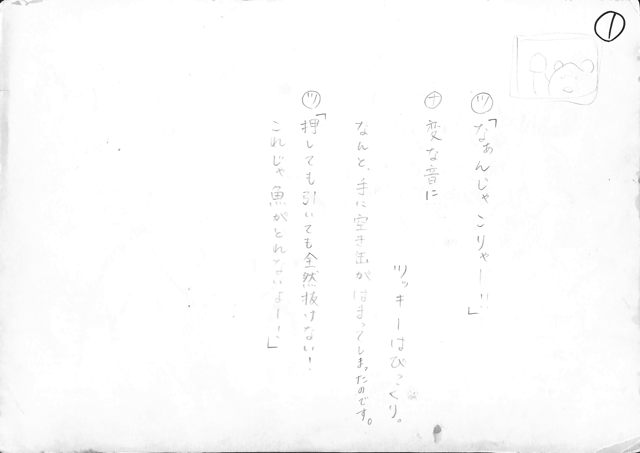 ①
ツ「なぁんじゃこりゃー!!」
ナ 変な音に
ツッキーはびっくり。
なんと、手に空き缶がはまってしまったのです。
ツ「押しても引いても全然抜けない!
これじゃ魚がとれないよー!」